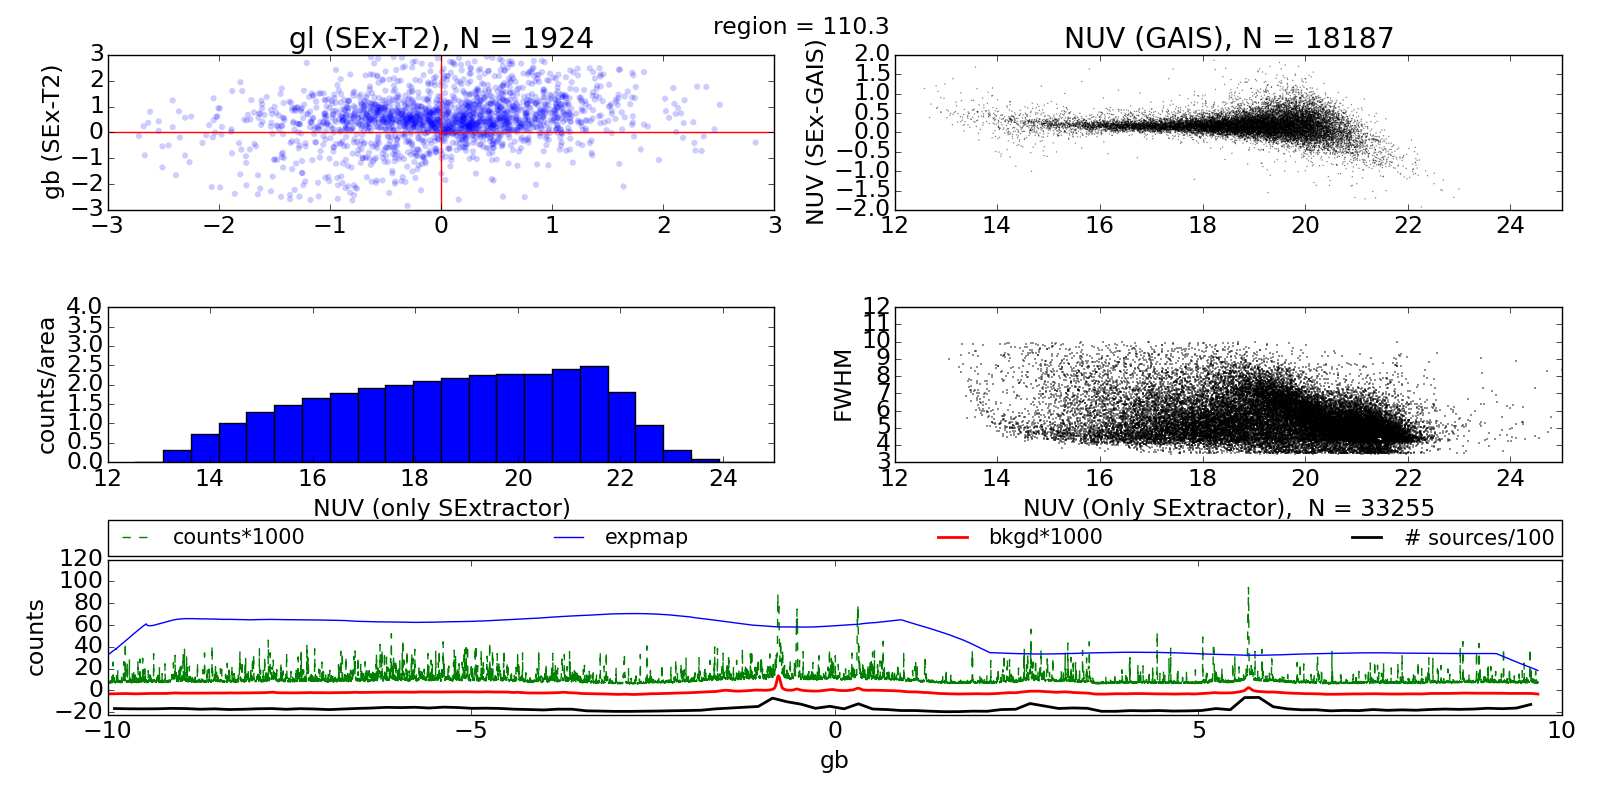 region = 110.3
gl (SEx-T2), N = 1924
NUV (GAIS), N = 18187
gb (SEx-T2)
3
2
1
0
−1
−2
−3
−3 −2 −1 0 1 2 3
NUV (SEx-GAIS)
2.0
1.5
1.0
0.5
0.0
−0.5
−1.0
−1.5
−2.0
12 14 16 18 20 22 24
counts/area
4.0
3.5
3.0
2.5
2.0
1.5
1.0
0.5
0.0
12 14 16 18 20 22 24
NUV (only SExtractor)
FWHM
12
11
10
9
8
7
6
5
4
3
12 14 16 18 20 22 24
NUV (Only SExtractor), N = 33255
counts*1000 expmap bkgd*1000 # sources/100
counts
120
100
80
60
40
20
0
−20
−10 −5 0 5 10
gb